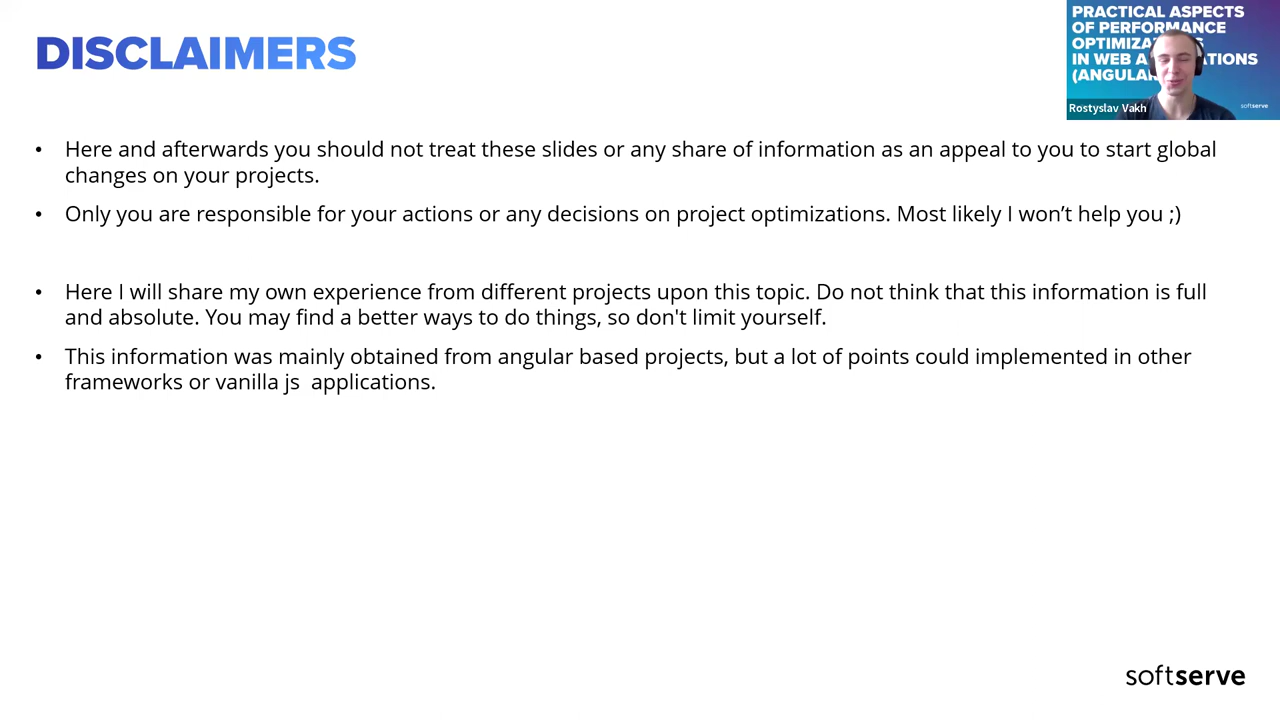 DISCLAIMERS
PRACTICAL ASPECTS
OF PERFORMANCE
OPTIMIZA
IN WEB A TIONS
(ANGULA
Rostyslav Vakh
softserve
• Here and afterwards you should not treat these slides or any share of information as an appeal to you to start global
changes on your projects.
• Only you are responsible for your actions or any decisions on project optimizations. Most likely I won’t help you ;)
• Here I will share my own experience from different projects upon this topic. Do not think that this information is full
and absolute. You may find a better ways to do things, so don't limit yourself.
• This information was mainly obtained from angular based projects, but a lot of points could implemented in other
frameworks or vanilla js  applications.
softserve